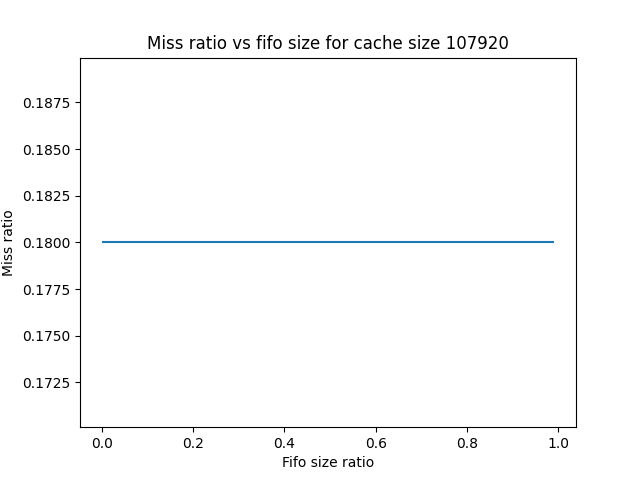 Miss ratio vs fifo size for cache size 107920
0.1875
0.1850
0.1825
0.1800
0.1775
0.1750
0.1725
Miss ratio
0.0 0.2 0.4 0.6 0.8 1.0
Fifo size ratio